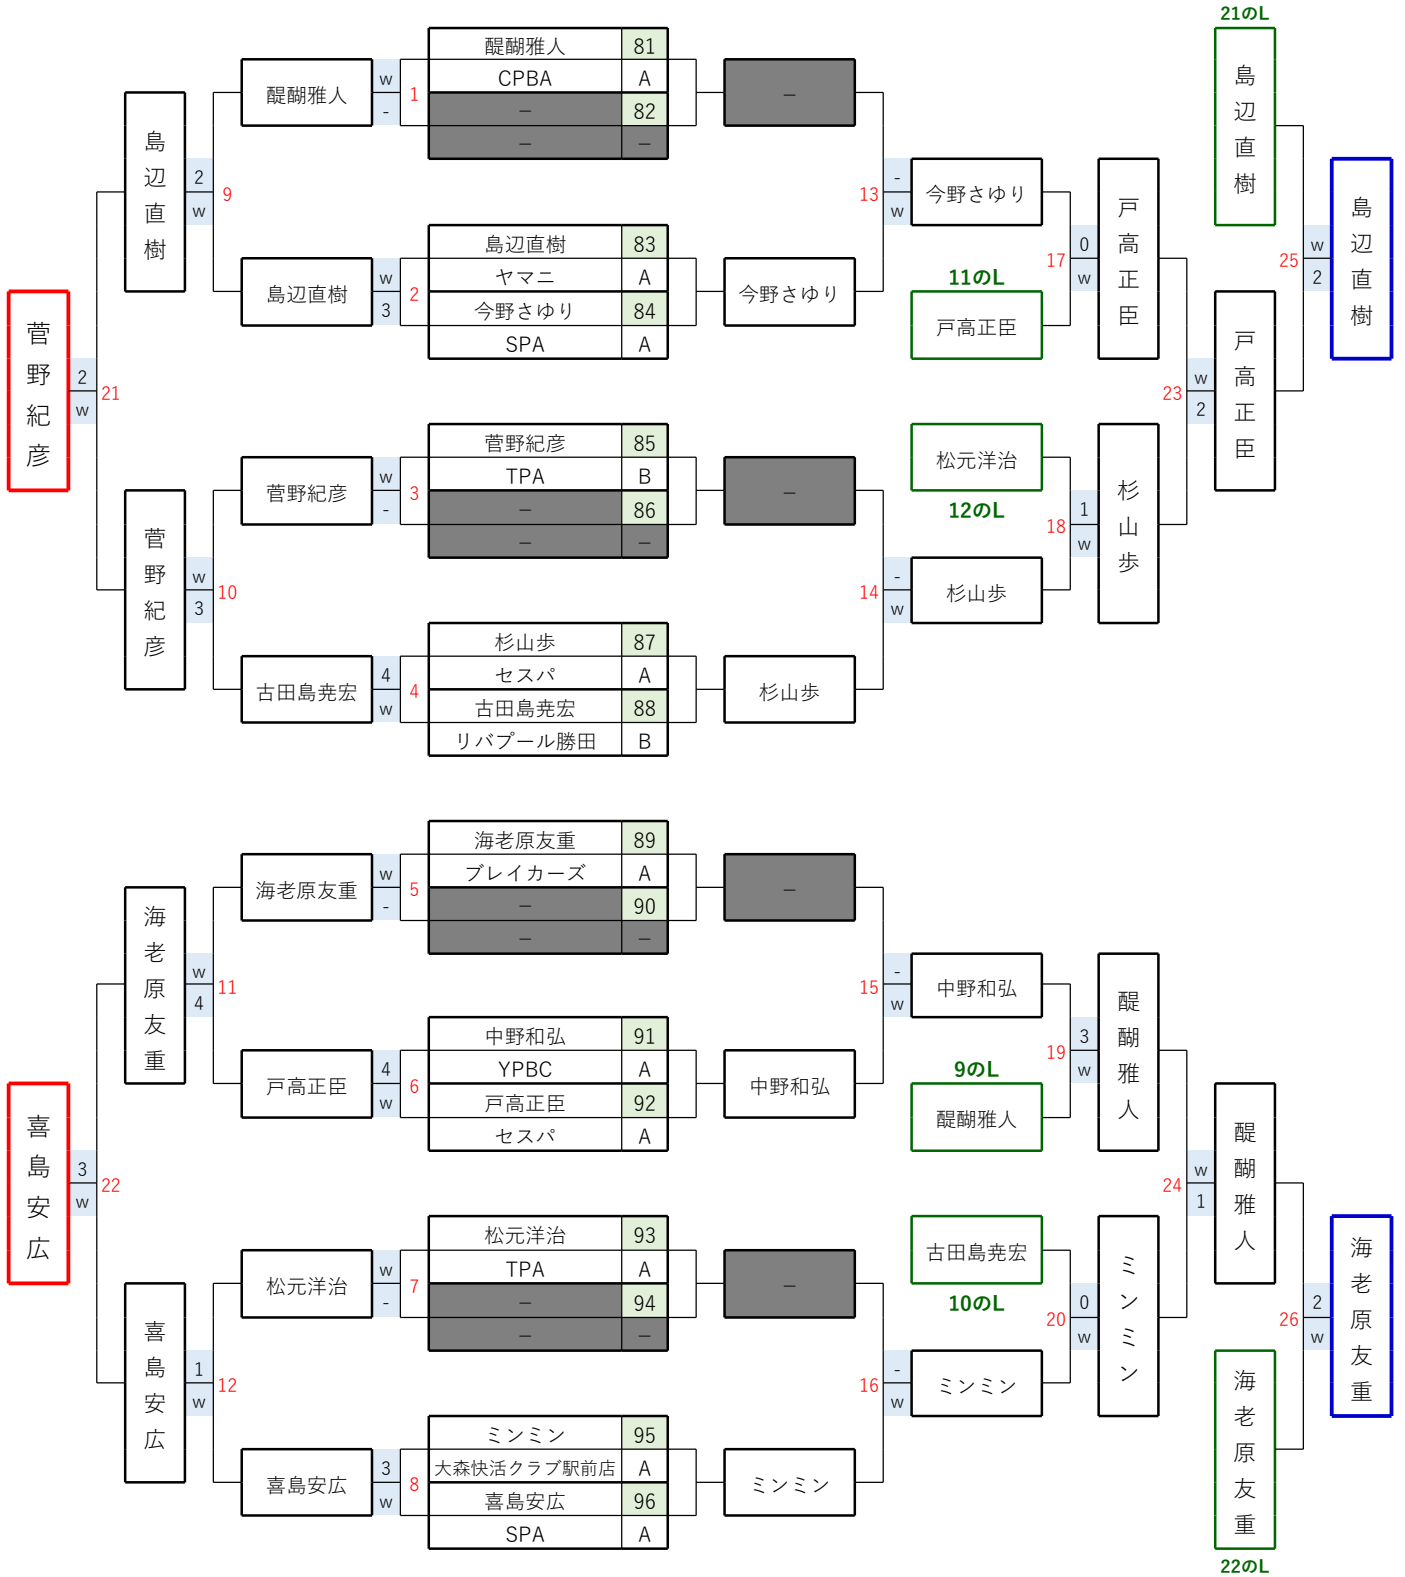 21のL
醍醐雅人 81
CPBA A
– 82
– –
醍醐雅人
w
-
1
–
島辺直樹
島辺直樹
2
w
9
13
-
w
今野さゆり
戸高正臣
島辺直樹
島辺直樹 83
ヤマニ A
今野さゆり 84
SPA A
島辺直樹
w
3
2
今野さゆり
11のL
戸高正臣
17
0
w
25
w
2
菅野紀彦
2
w
21
23
w
2
戸高正臣
菅野紀彦 85
TPA B
– 86
– –
菅野紀彦
w
-
3
–
松元洋治
12のL
18
1
w
杉山歩
菅野紀彦
w
3
10
14
-
w
杉山歩
杉山歩 87
セスパ A
古田島尭宏 88
リバプール勝田 B
古田島尭宏
4
w
4
杉山歩
海老原友重 89
ブレイカーズ A
– 90
– –
海老原友重
w
-
5
–
海老原友重
w
4
11
15
-
w
中野和弘
醍醐雅人
中野和弘 91
YPBC A
戸高正臣 92
セスパ A
戸高正臣
4
w
6
中野和弘
9のL
醍醐雅人
19
3
w
喜島安広
3
w
22
24
w
1
醍醐雅人
松元洋治 93
TPA A
– 94
– –
松元洋治
w
-
7
–
古田島尭宏
10のL
20
0
w
ミンミン
26
2
w
海老原友重
喜島安広
1
w
12
16
-
w
ミンミン
海老原友重
ミンミン 95
大森快活クラブ駅前店 A
喜島安広 96
SPA A
喜島安広
3
w
8
ミンミン
22のL